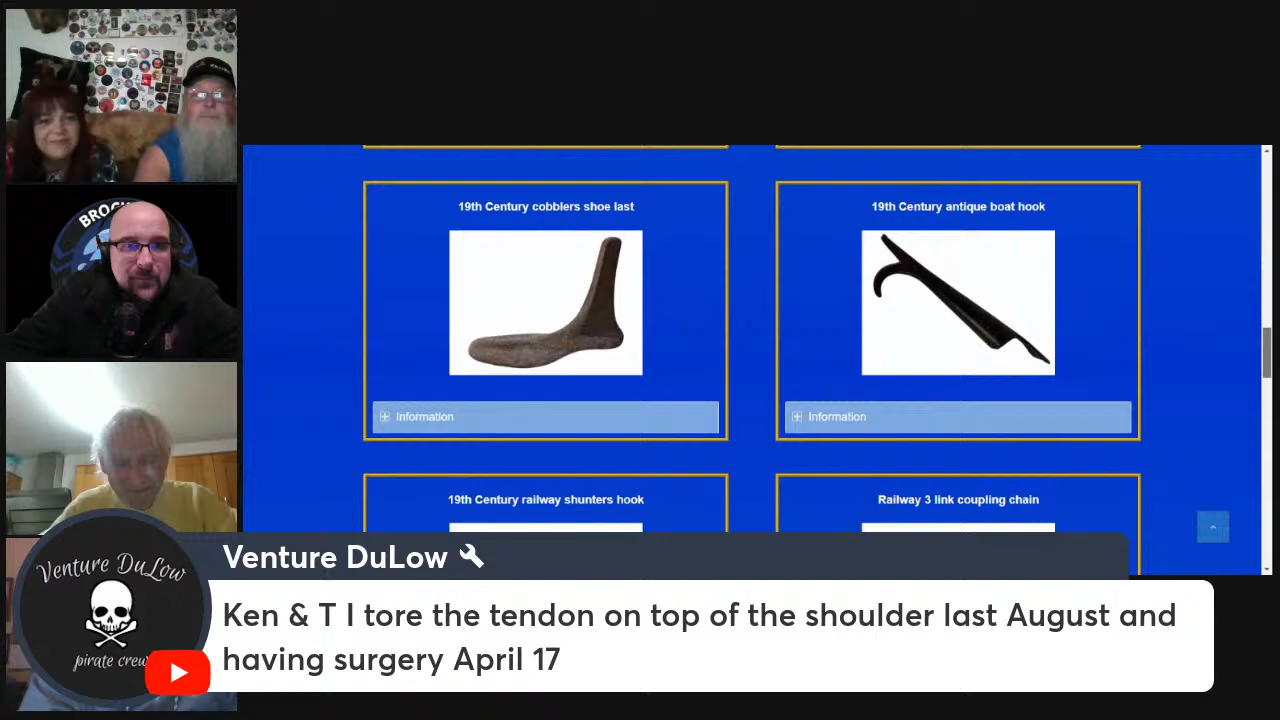 BROCK
19th Century cobblers shoe last
19th Century antique boat hook
Information
Information
19th Century railway shunters hook
Railway 3 link coupling chain
Venture DuLow
Ken & T I tore the tendon on top of the shoulder last August and
having surgery April 17
Venture DuLow
pirate crew